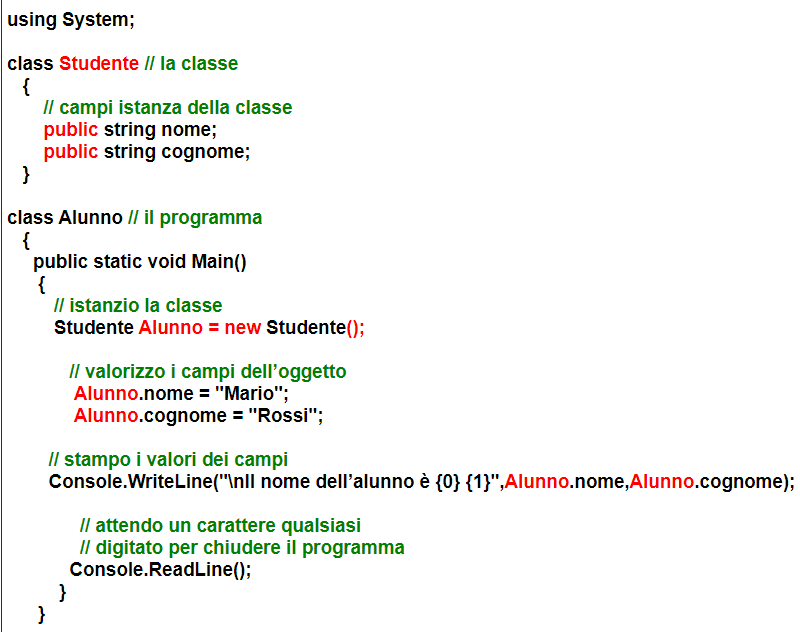 using System;
class Studente // la classe
{
// campi istanza della classe
public string nome;
public string cognome;
}
class Alunno // il programma
{
public static void Main()
{
// istanzio la classe
Studente Alunno = new Studente();
// valorizzo i campi dell’oggetto
Alunno.nome = "Mario";
Alunno.cognome = "Rossi";
// stampo i valori dei campi
Console.WriteLine("\nIl nome dell’alunno è {0} {1}",Alunno.nome,Alunno.cognome);
// attendo un carattere qualsiasi
// digitato per chiudere il programma
Console.ReadLine();
}
}